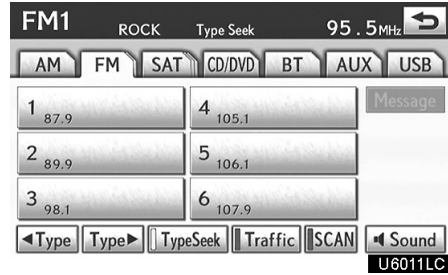 FM1 ROCK Type Seek 95.5MHz
AM FM SAT CD/DVD BT AUX USB
1 87.9 4 105.1 Message
2 89.9 5 106.1
3 98.1 6 107.9
◄Type Type► TypeSeek Traffic SCAN Sound
U6011LC